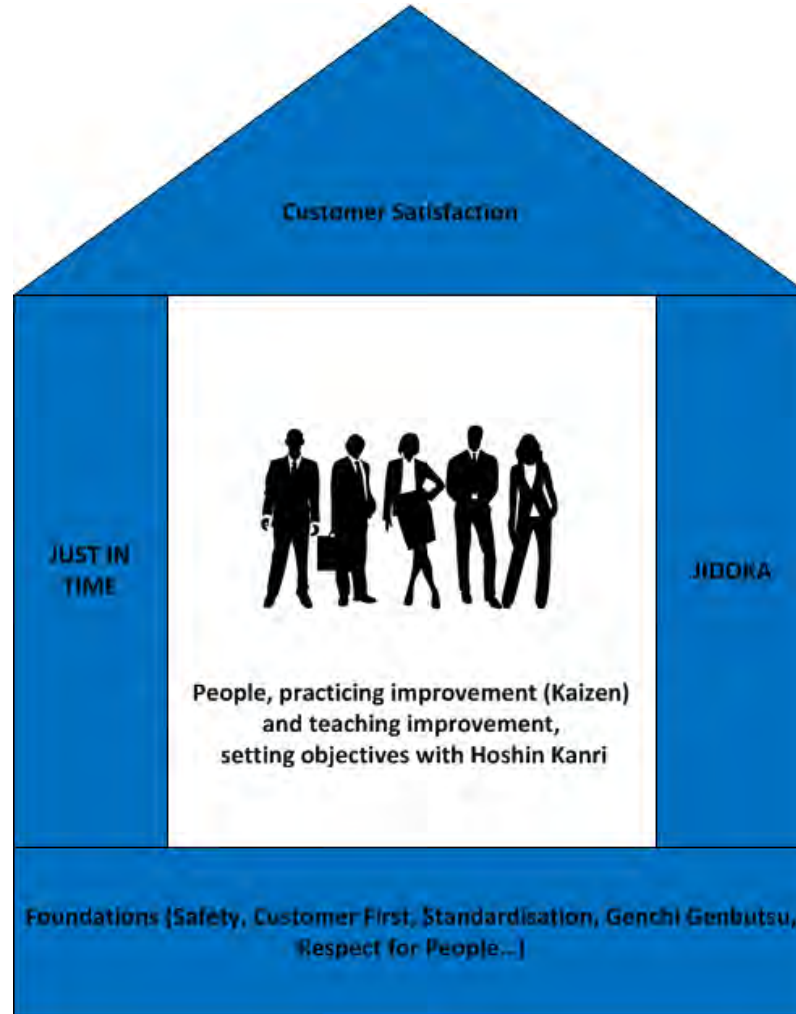 Customer Satisfaction
JUST IN
TIME
JIDOKA
People, practicing improvement (Kaizen)
and teaching improvement,
setting objectives with Hoshin Kanri
Foundations (Safety, Customer First, Standardisation, Genchi Genbutsu,
Respect for People...)